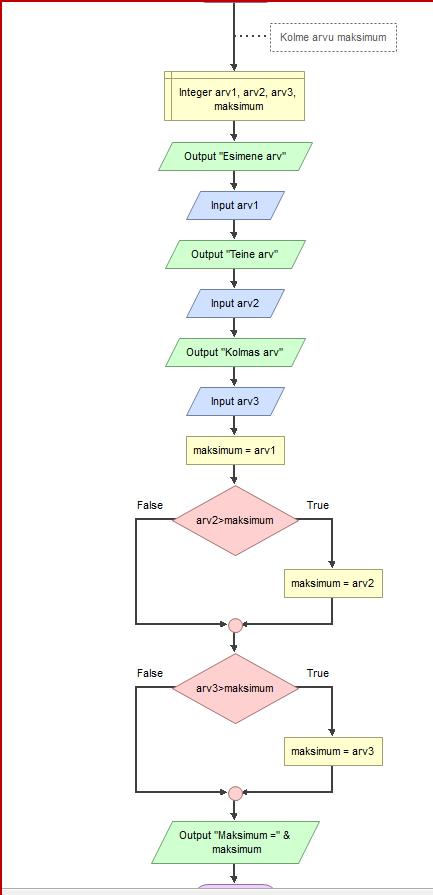 Kolme arvu maksimum
Integer arv1, arv2, arv3,
maksimum
Output "Esimene arv"
Input arv1
Output "Teine arv"
Input arv2
Output "Kolmas arv"
Input arv3
maksimum = arv1
False
True
arv2>maksimum
maksimum = arv2
False
True
arv3>maksimum
maksimum = arv3
Output "Maksimum =" &
maksimum